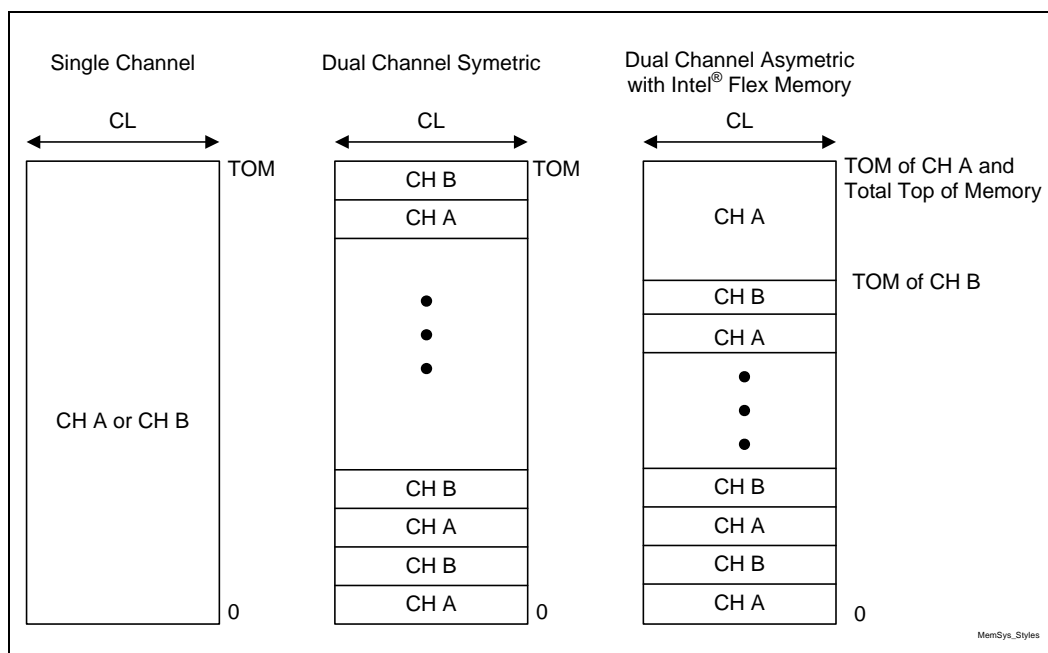 Single Channel
CL
TOM
CH A or CH B
0
Dual Channel Symetric
CL
TOM
CH B
CH A
CH B
CH A
CH B
CH A
0
Dual Channel Asymetric
with Intel® Flex Memory
CL
TOM of CH A and
Total Top of Memory
CH A
TOM of CH B
CH B
CH A
CH B
CH A
CH B
CH A
0
MemSys_Styles